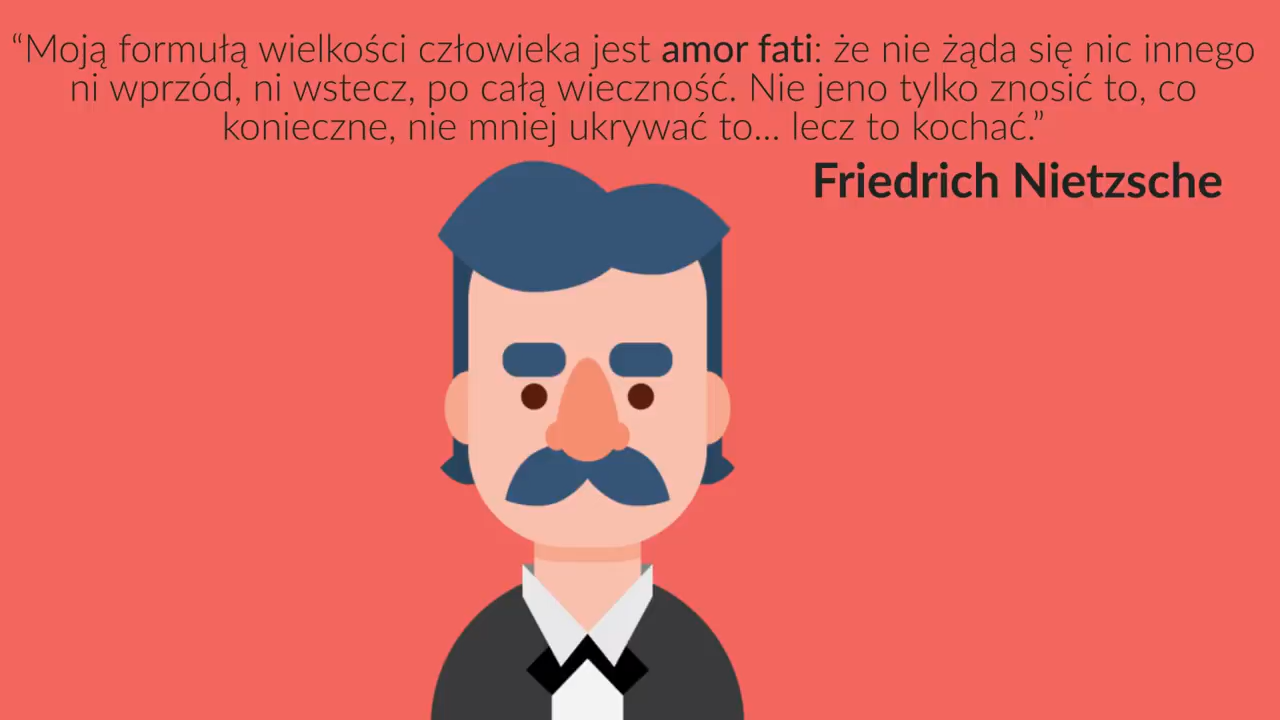 “Moją formułą wielkości człowieka jest amor fati: że nie żąda się nic innego
ni wprzód, ni wstecz, po całą wieczność. Nie jeno tylko znosić to, co
konieczne, nie mniej ukrywać to... lecz to kochać.”
Friedrich Nietzsche